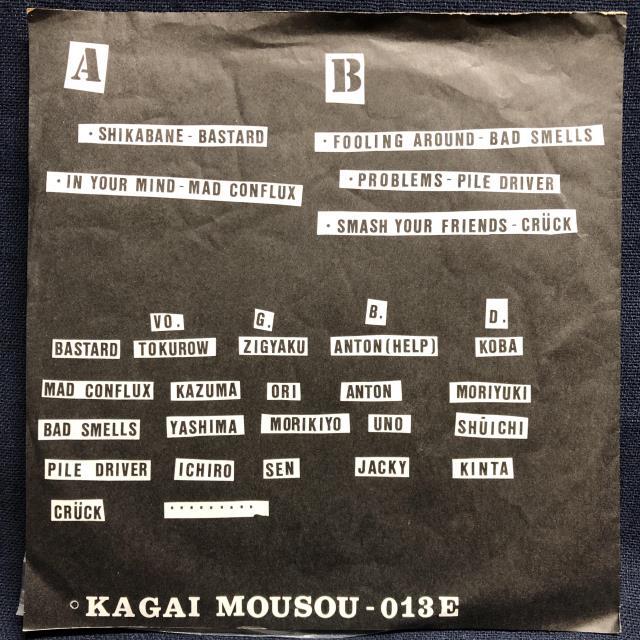 A
· SHIKABANE - BASTARD
· IN YOUR MIND - MAD CONFLUX
B
· FOOLING AROUND - BAD SMELLS
· PROBLEMS - PILE DRIVER
· SMASH YOUR FRIENDS - CRÜCK
VO. G. B. D.
BASTARD TOKUROW ZIGYAKU ANTON (HELP) KOBA
MAD CONFLUX KAZUMA ORI ANTON MORIYUKI
BAD SMELLS YASHIMA MORIKIYO UNO SHŪICHI
PILE DRIVER ICHIRO SEN JACKY KINTA
CRÜCK ··········
○ KAGAI MOUSOU - 013E